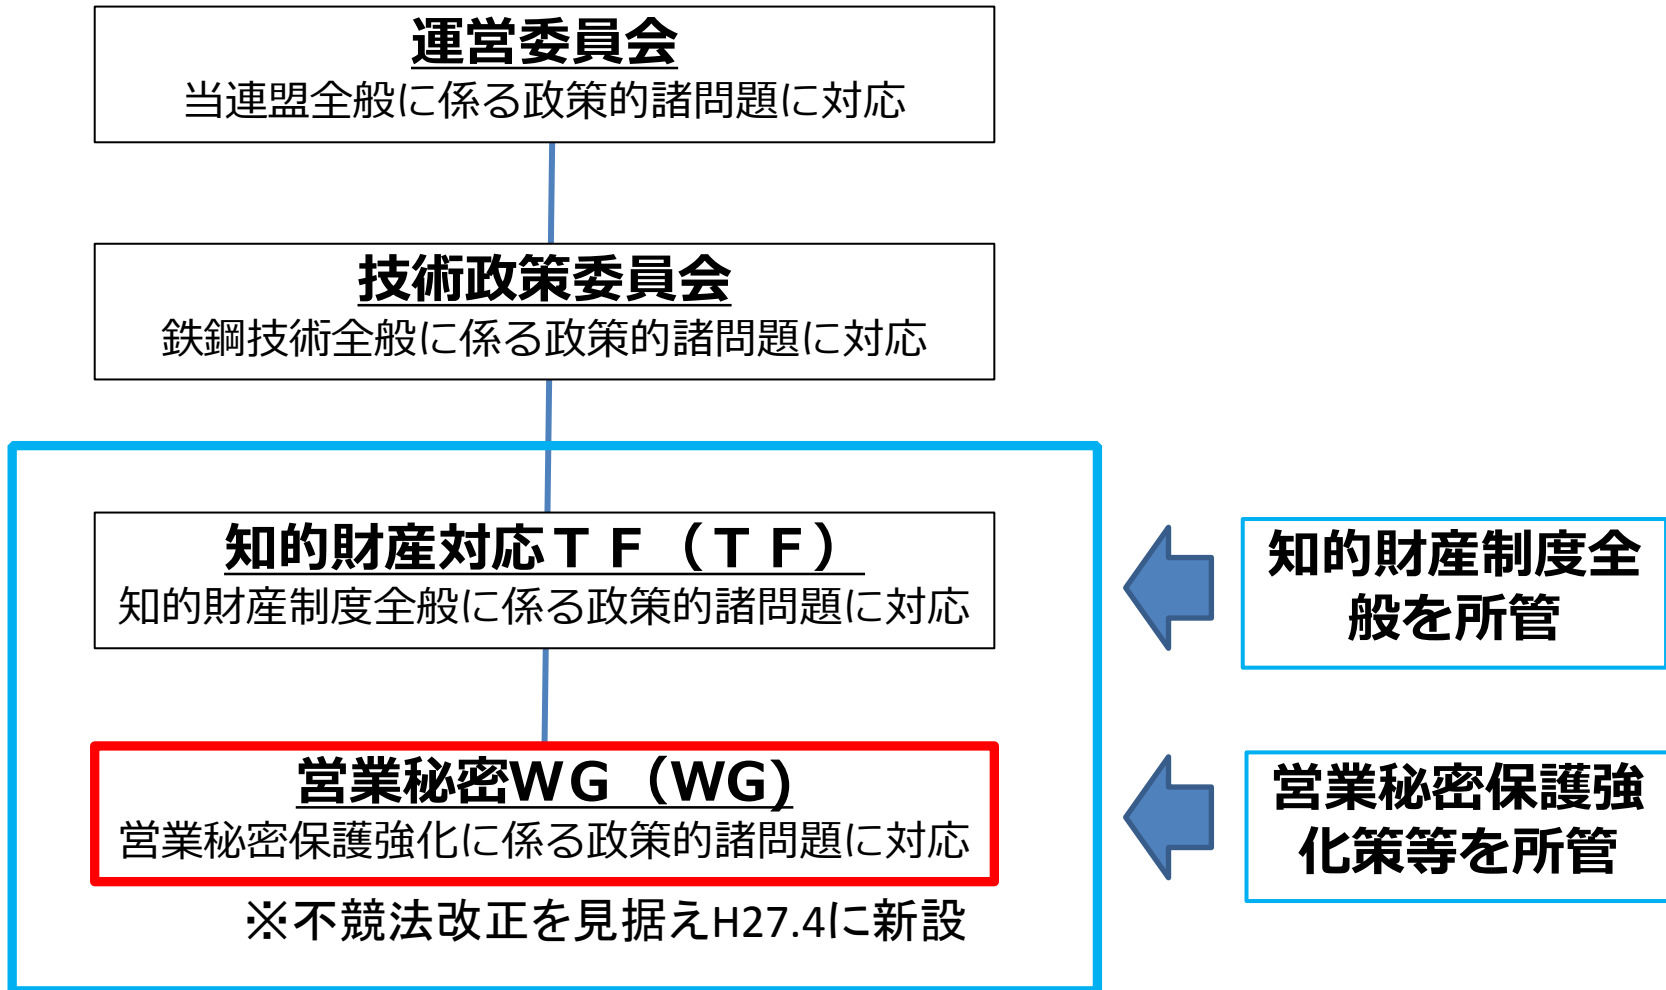 運営委員会
当連盟全般に係る政策的諸問題に対応
技術政策委員会
鉄鋼技術全般に係る政策的諸問題に対応
知的財産対応ＴＦ（ＴＦ）
知的財産制度全般に係る政策的諸問題に対応
知的財産制度全
般を所管
営業秘密WG（WG)
営業秘密保護強化に係る政策的諸問題に対応
※不競法改正を見据えH27.4に新設
営業秘密保護強
化策等を所管